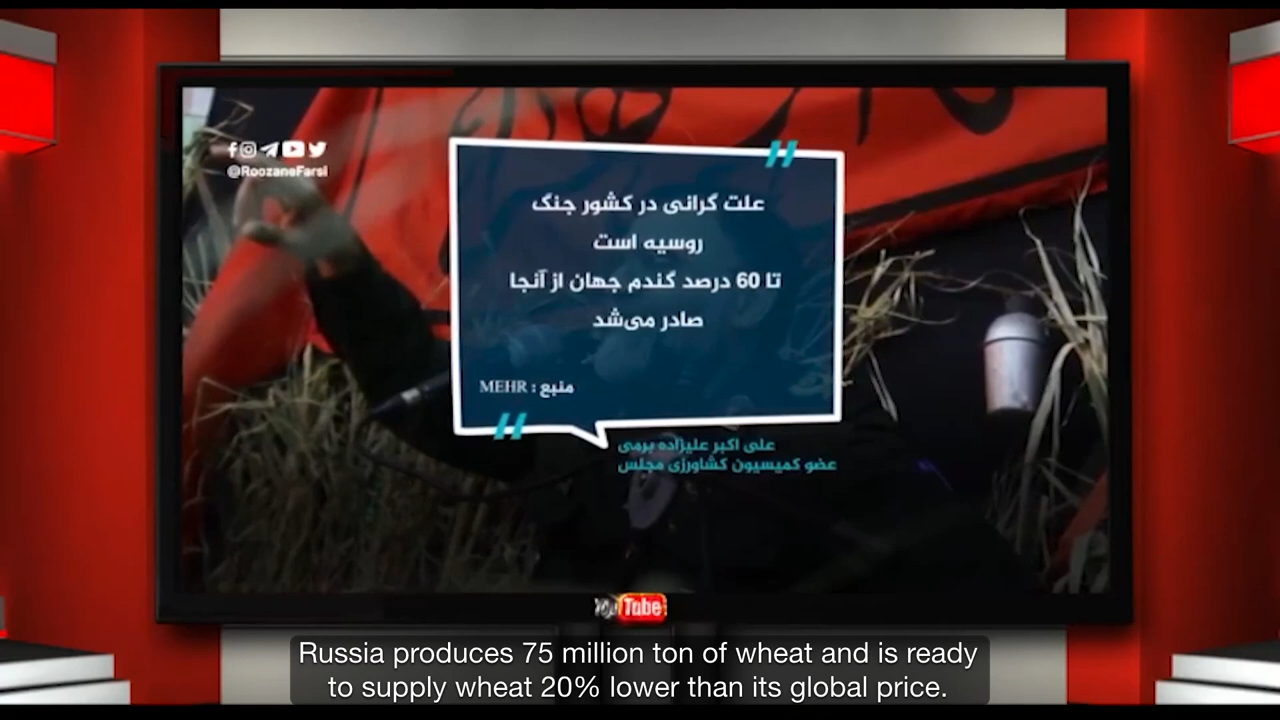 @RoozaneFarsi
علت گرانی در کشور جنگ
روسیه است
تا 60 درصد گندم جهان از آنجا
صادر می‌شد
منبع : MEHR
علی اکبر علیزاده برمی
عضو کمیسیون کشاورزی مجلس
YouTube
Russia produces 75 million ton of wheat and is ready
to supply wheat 20% lower than its global price.